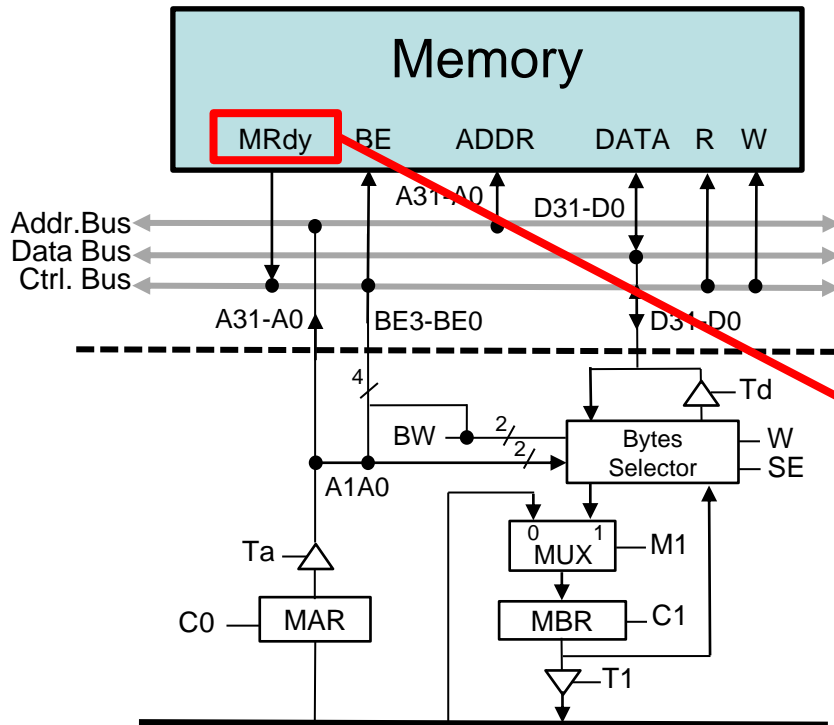 Memory
MRdy BE ADDR DATA R W
A31-A0
D31-D0
Addr.Bus
Data Bus
Ctrl. Bus
A31-A0 BE3-BE0 D31-D0
4
Td
BW 2 Bytes Selector W
2 SE
A1A0
0 1
MUX M1
Ta
C0 MAR MBR C1
T1